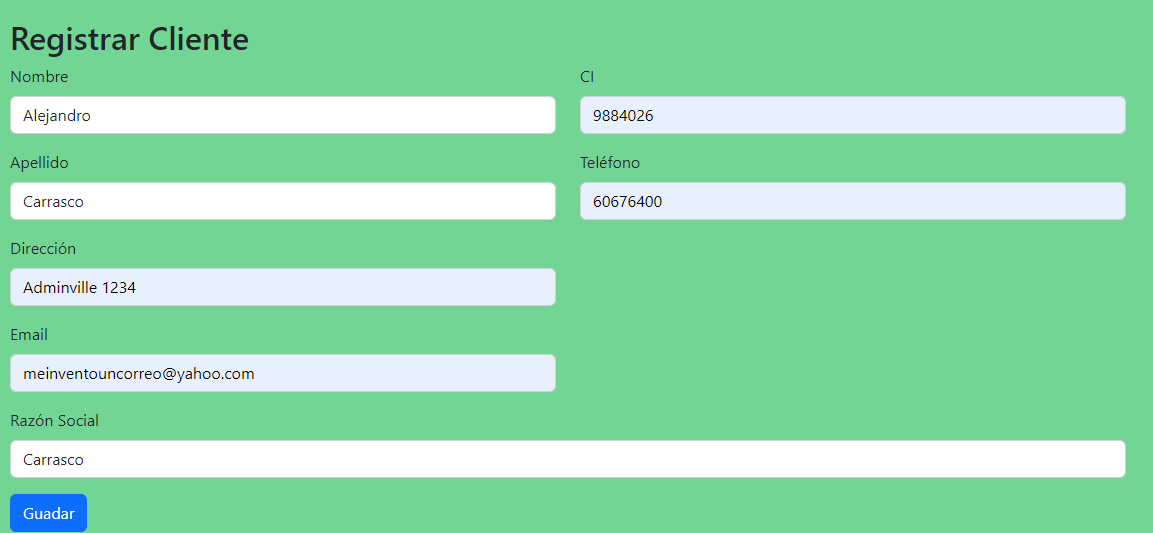 Registrar Cliente
Nombre
CI
Alejandro
9884026
Apellido
Teléfono
Carrasco
60676400
Dirección
Adminville 1234
Email
meinventouncorreo@yahoo.com
Razón Social
Carrasco
Guadar